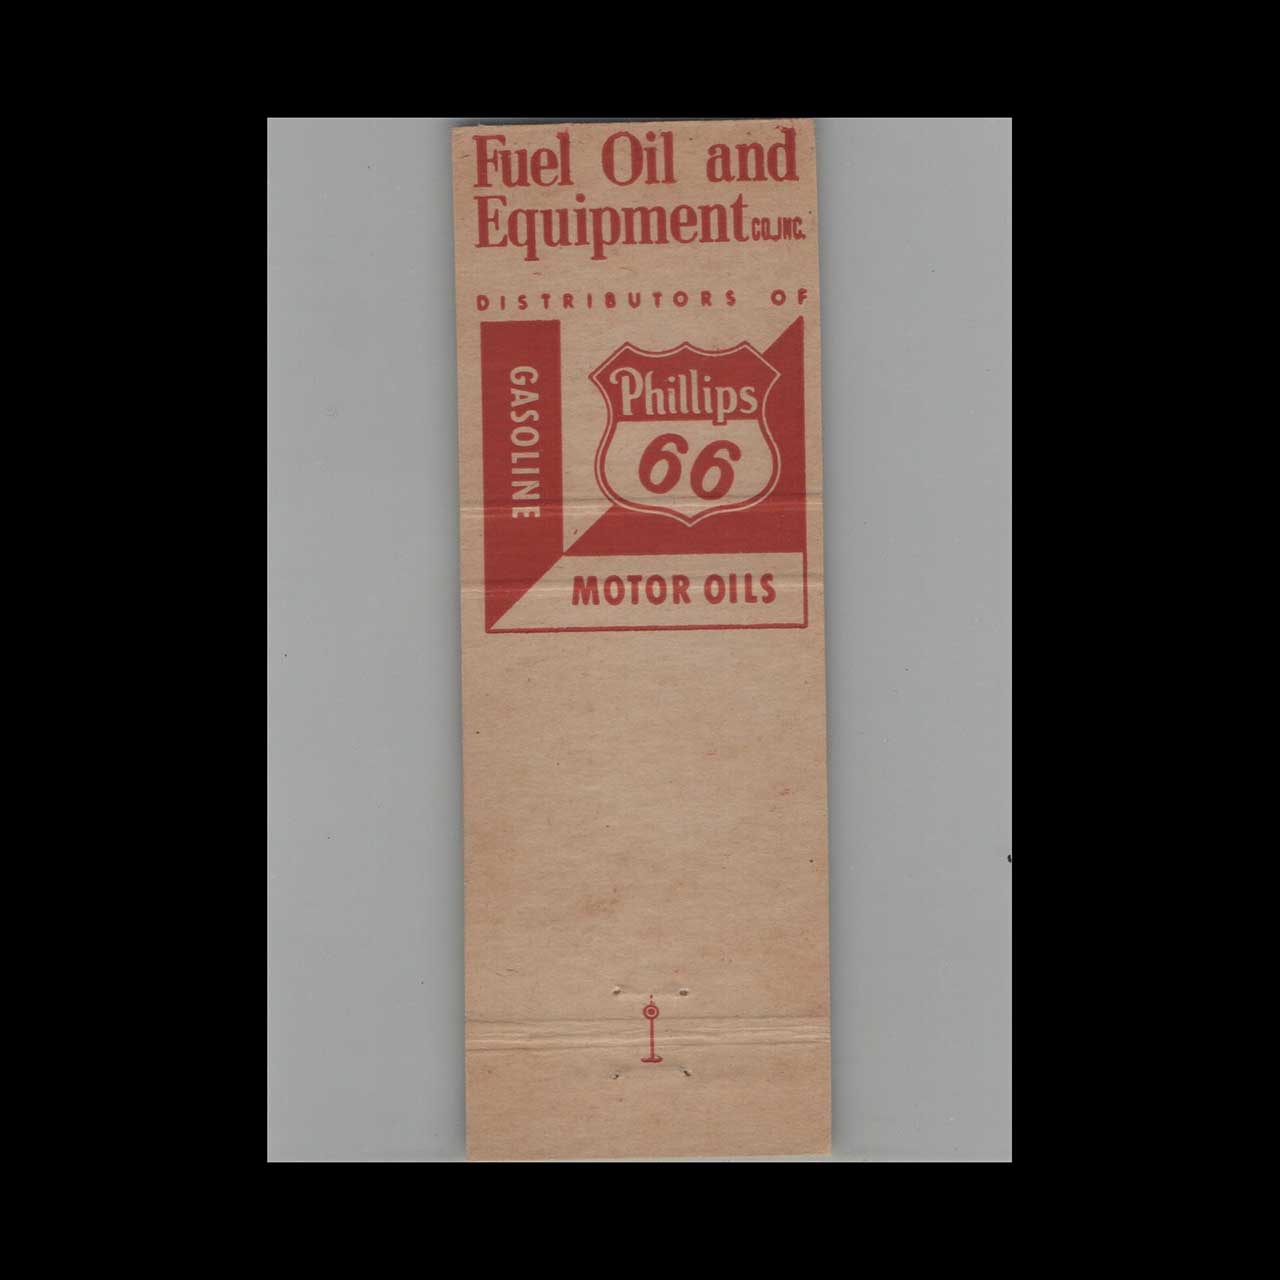 Fuel Oil and
Equipment CO., INC.
DISTRIBUTORS OF
GASOLINE
Phillips
66
MOTOR OILS